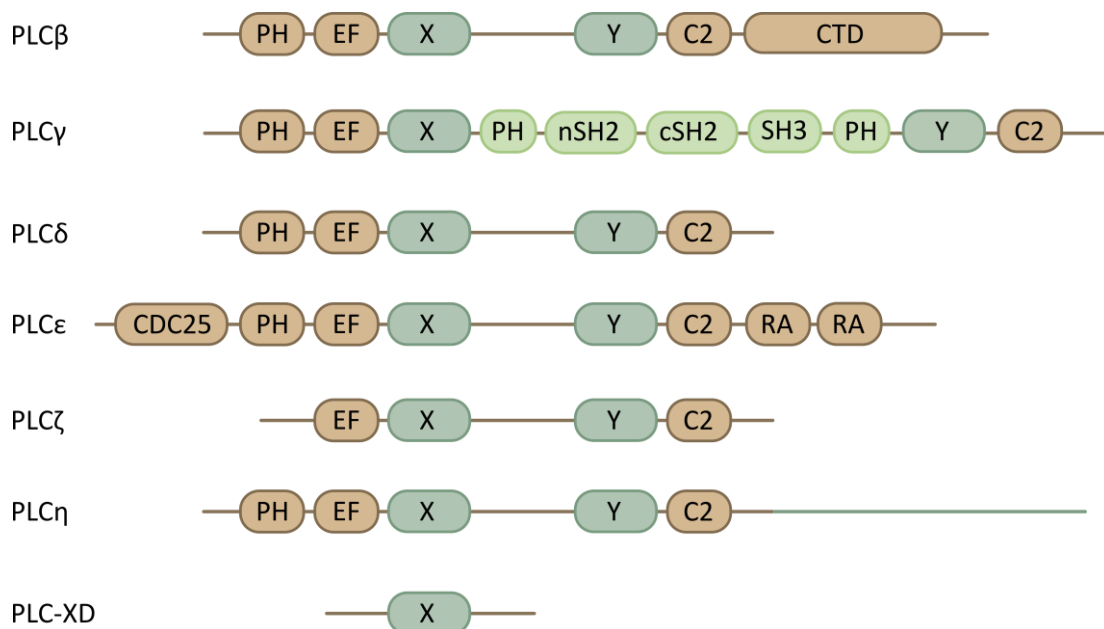 PLCβ PH EF X Y C2 CTD
PLCγ PH EF X PH nSH2 cSH2 SH3 PH Y C2
PLCδ PH EF X Y C2
PLCε CDC25 PH EF X Y C2 RA RA
PLCζ EF X Y C2
PLCη PH EF X Y C2
PLC-XD X